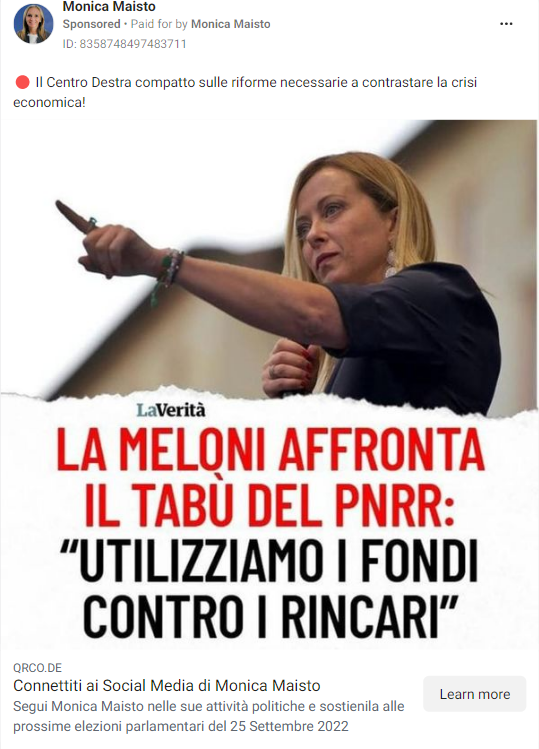 Monica Maisto
Sponsored • Paid for by Monica Maisto
ID: 8358748497483711
🔴 Il Centro Destra compatto sulle riforme necessarie a contrastare la crisi
economica!
LaVerità
LA MELONI AFFRONTA
IL TABÙ DEL PNRR:
“UTILIZZIAMO I FONDI
CONTRO I RINCARI”
QRCO.DE
Connettiti ai Social Media di Monica Maisto
Segui Monica Maisto nelle sue attività politiche e sostienila alle
prossime elezioni parlamentari del 25 Settembre 2022
Learn more